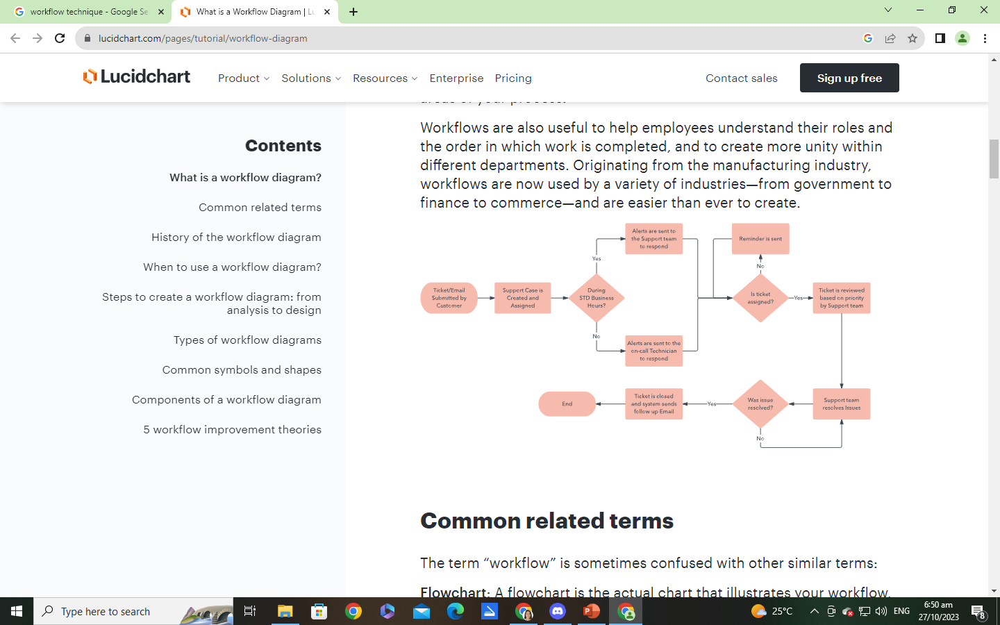 workflow technique - Google Se
What is a Workflow Diagram | Lu
lucidchart.com/pages/tutorial/workflow-diagram
Lucidchart
Product
Solutions
Resources
Enterprise
Pricing
Contact sales
Sign up free
Contents
What is a workflow diagram?
Common related terms
History of the workflow diagram
When to use a workflow diagram?
Steps to create a workflow diagram: from
analysis to design
Types of workflow diagrams
Common symbols and shapes
Components of a workflow diagram
5 workflow improvement theories
areas of your process.
Workflows are also useful to help employees understand their roles and
the order in which work is completed, and to create more unity within
different departments. Originating from the manufacturing industry,
workflows are now used by a variety of industries—from government to
finance to commerce—and are easier than ever to create.
Ticket/Email
Submitted by
Customer
Support Case is
Created and
Assigned
During
STD Business
Hours?
Yes
Alerts are sent to
the Support team
to respond
No
Alerts are sent to the
on-call Technician
to respond
Is ticket
assigned?
No
Reminder is sent
Yes
Ticket is reviewed
based on priority
by Support team
Support team
resolves Issues
Was issue
resolved?
No
Yes
Ticket is closed
and system sends
follow up Email
End
Common related terms
The term “workflow” is sometimes confused with other similar terms:
Flowchart: A flowchart is the actual chart that illustrates your workflow.
Type here to search
25°C
ENG
6:50 am
27/10/2023
8